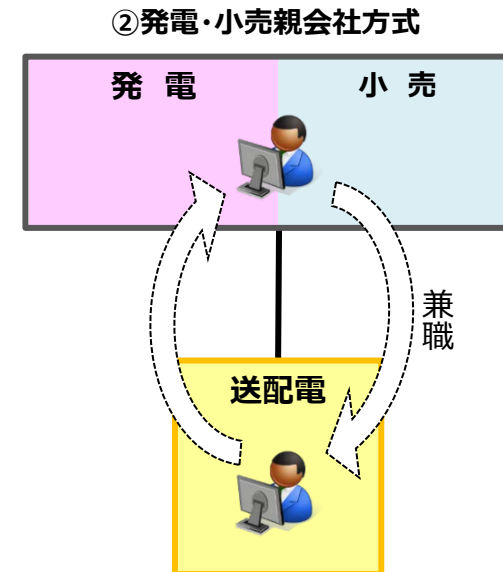 ②発電・小売親会社方式
発 電
小 売
兼職
送配電